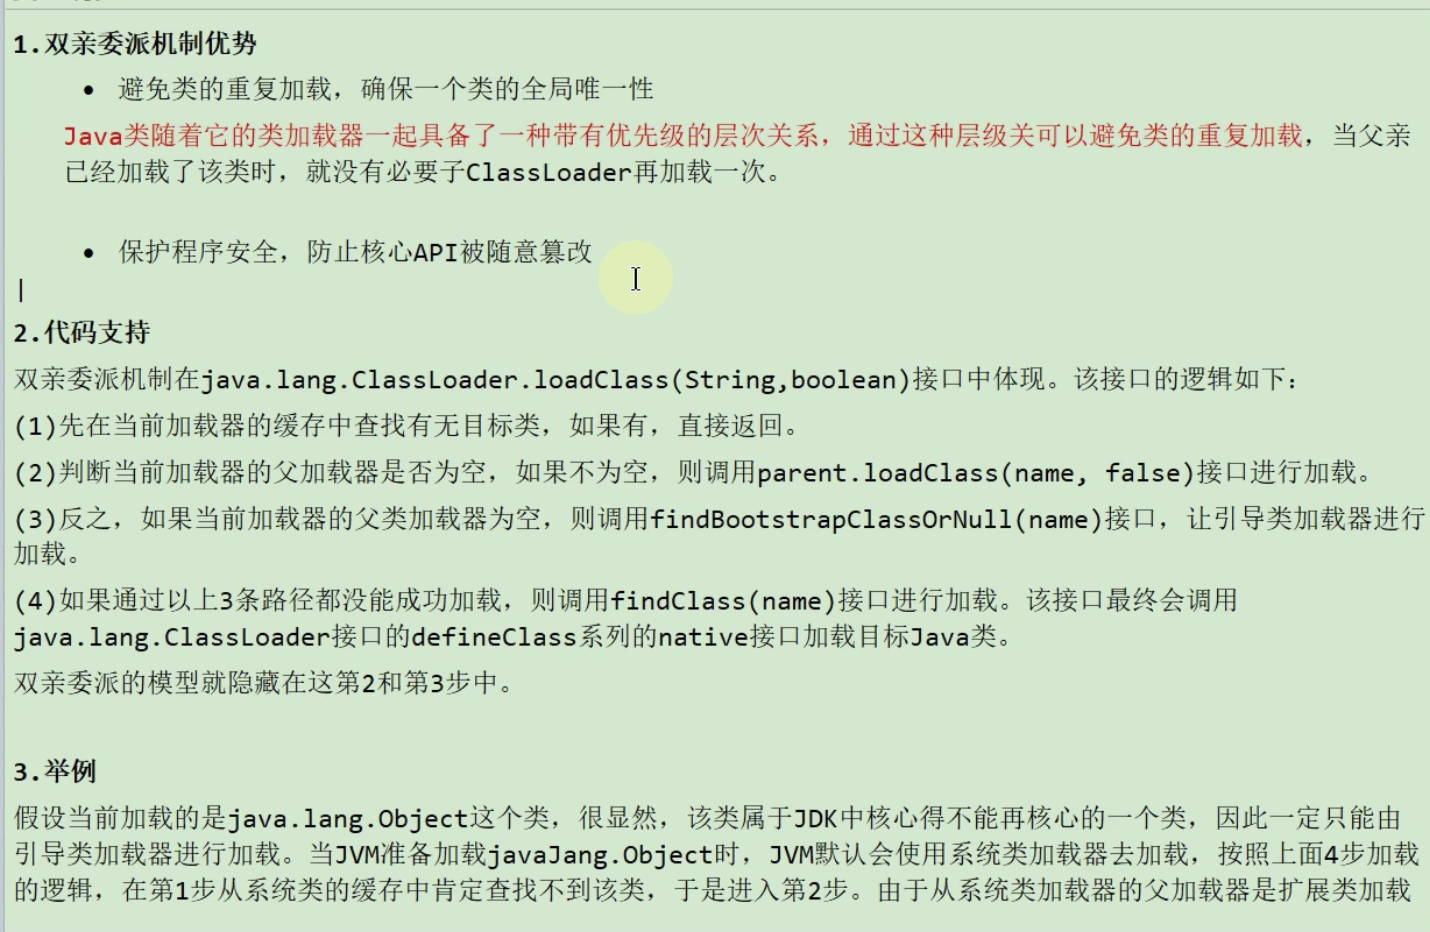 1.双亲委派机制优势
• 避免类的重复加载，确保一个类的全局唯一性
Java类随着它的类加载器一起具备了一种带有优先级的层次关系，通过这种层级关可以避免类的重复加载，当父亲
已经加载了该类时，就没有必要子ClassLoader再加载一次。
• 保护程序安全，防止核心API被随意篡改
2.代码支持
双亲委派机制在java.lang.ClassLoader.loadClass(String,boolean)接口中体现。该接口的逻辑如下：
(1)先在当前加载器的缓存中查找有无目标类，如果有，直接返回。
(2)判断当前加载器的父加载器是否为空，如果不为空，则调用parent.loadClass(name, false)接口进行加载。
(3)反之，如果当前加载器的父类加载器为空，则调用findBootstrapClassOrNull(name)接口，让引导类加载器进行
加载。
(4)如果通过以上3条路径都没能成功加载，则调用findClass(name)接口进行加载。该接口最终会调用
java.lang.ClassLoader接口的defineClass系列的native接口加载目标Java类。
双亲委派的模型就隐藏在这第2和第3步中。
3.举例
假设当前加载的是java.lang.Object这个类，很显然，该类属于JDK中核心得不能再核心的一个类，因此一定只能由
引导类加载器进行加载。当JVM准备加载javaJang.Object时，JVM默认会使用系统类加载器去加载，按照上面4步加载
的逻辑，在第1步从系统类的缓存中肯定查找不到该类，于是进入第2步。由于从系统类加载器的父加载器是扩展类加载